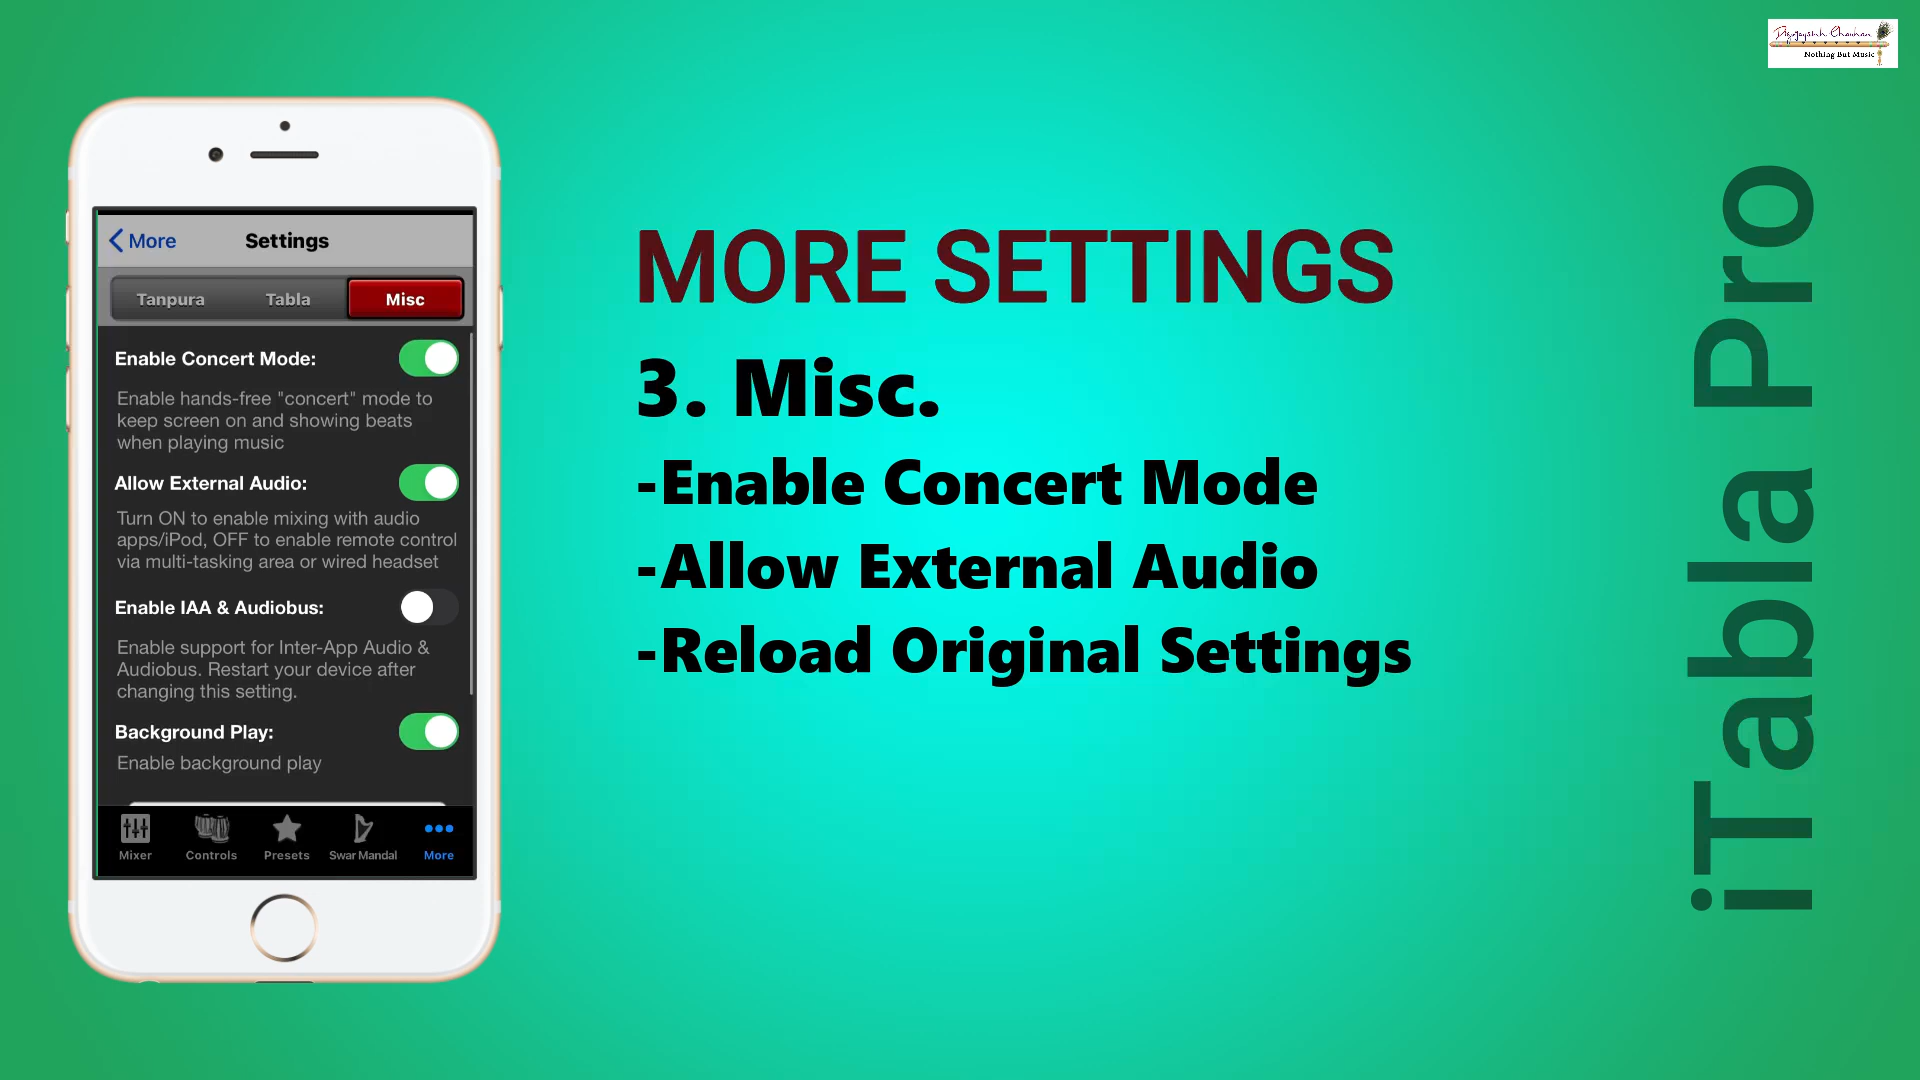 Digvijaysinh Chauhan
Nothing But Music
More
Settings
Tanpura
Tabla
Misc
Enable Concert Mode:
Enable hands-free "concert" mode to
keep screen on and showing beats
when playing music
Allow External Audio:
Turn ON to enable mixing with audio
apps/iPod, OFF to enable remote control
via multi-tasking area or wired headset
Enable IAA & Audiobus:
Enable support for Inter-App Audio &
Audiobus. Restart your device after
changing this setting.
Background Play:
Enable background play
Mixer
Controls
Presets
Swar Mandal
More
MORE SETTINGS
3. Misc.
-Enable Concert Mode
-Allow External Audio
-Reload Original Settings
iTabla Pro